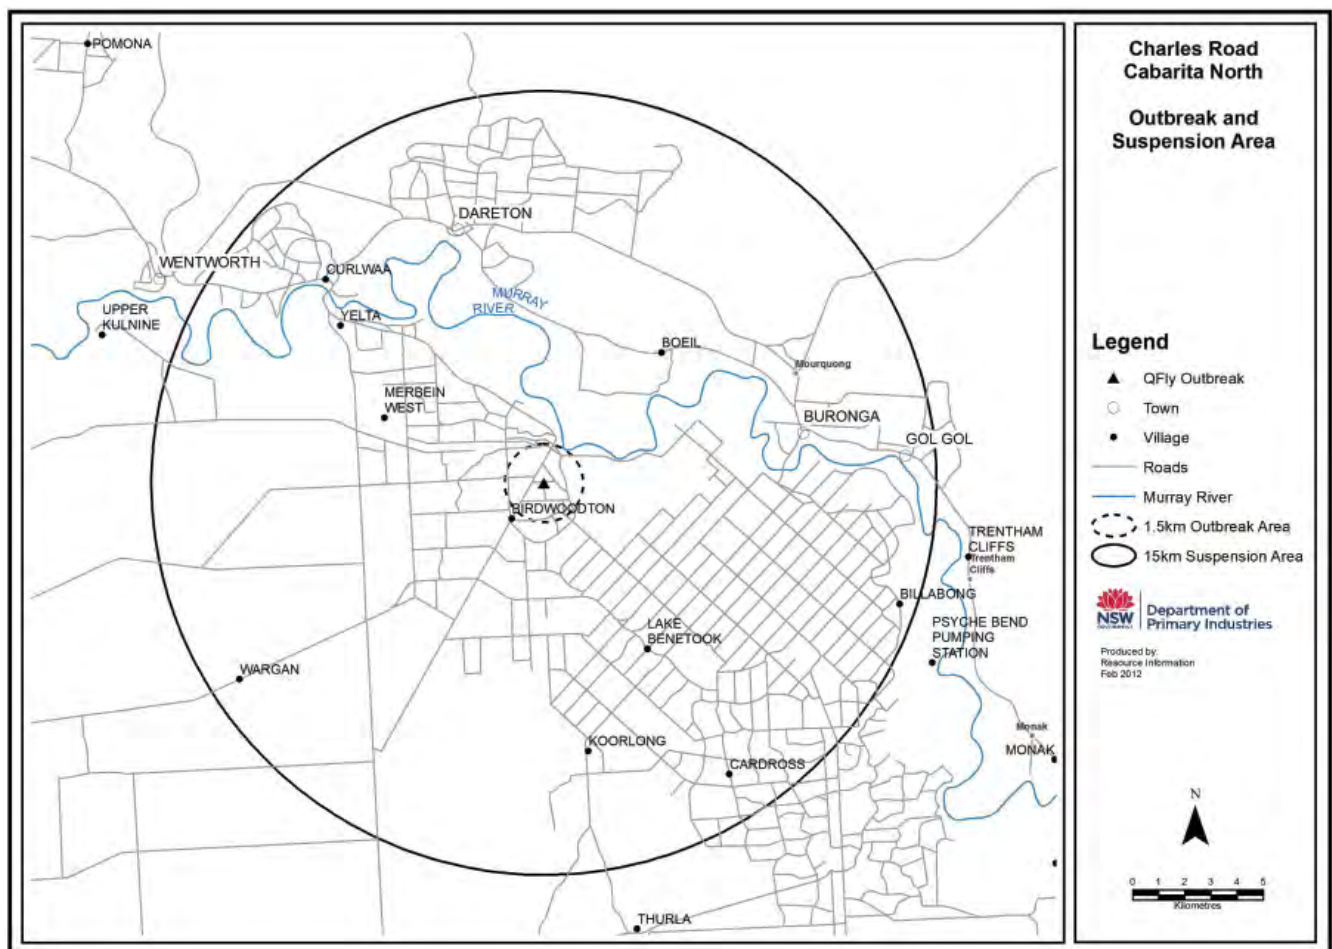 POMONA
DARETON
WENTWORTH
CURLWAA
UPPER
KULNINE
YELTA
MURRAY
RIVER
BOEIL
Mourquong
MERBEIN
WEST
BURONGA
GOL GOL
BIRDWOODTON
TRENTHAM
CLIFFS
Trentham
Cliffs
BILLABONG
LAKE
BENETOOK
PSYCHE BEND
PUMPING
STATION
WARGAN
KOORLONG
CARDROSS
Monak
MONAK
THURLA
Charles Road
Cabarita North
Outbreak and
Suspension Area
Legend
QFly Outbreak
Town
Village
Roads
Murray River
1.5km Outbreak Area
15km Suspension Area
NSW
Department of
Primary Industries
Produced by:
Resource Information
Feb 2012
N
0 1 2 3 4 5
Kilometres